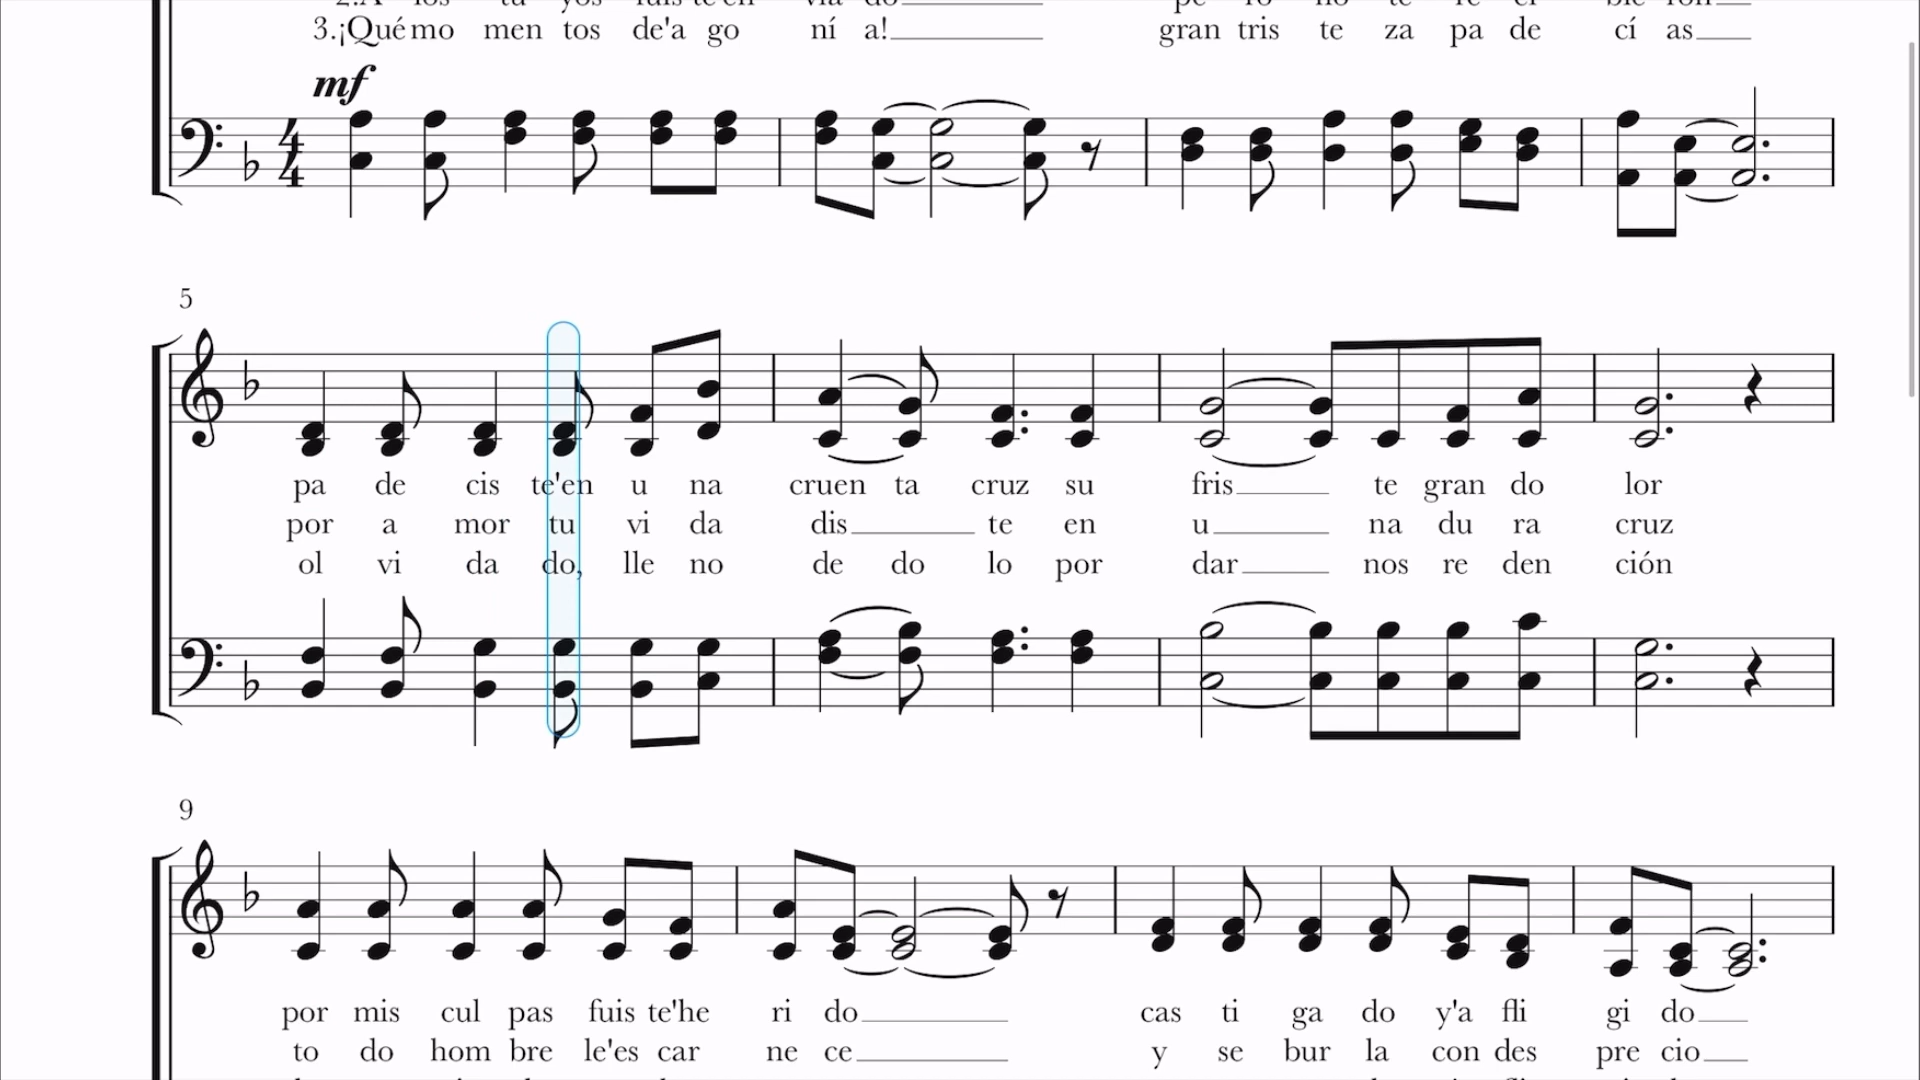 3.¡Qué mo men tos de'a go ní a! gran tris te za pa de cí as
mf
4
4
5
pa de cis te'en u na cruen ta cruz su fris te gran do lor
por a mor tu vi da dis te en u na du ra cruz
ol vi da do, lle no de do lo por dar nos re den ción
9
por mis cul pas fuis te'he ri do cas ti ga do y'a fli gi do
to do hom bre le'es car ne ce y se bur la con des pre cio